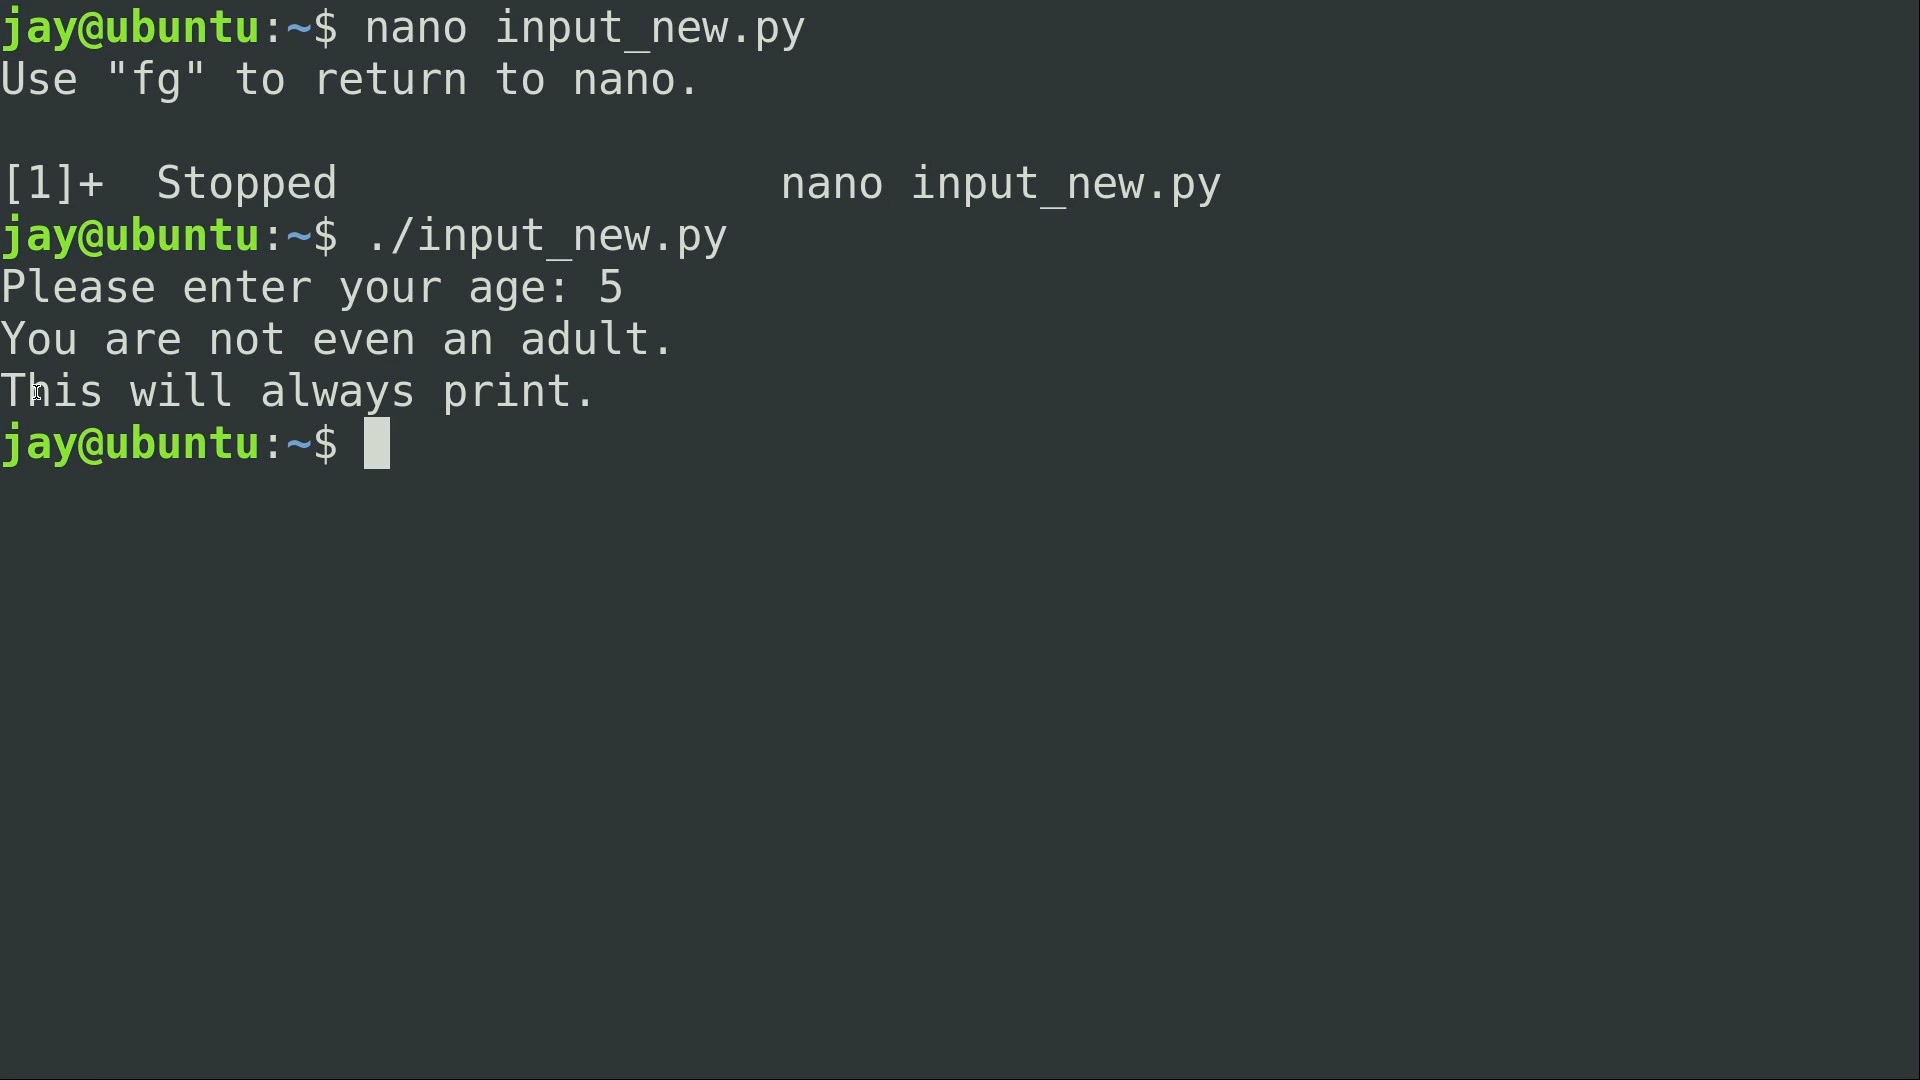 jay@ubuntu:~$ nano input_new.py
Use "fg" to return to nano.
[1]+  Stopped                 nano input_new.py
jay@ubuntu:~$ ./input_new.py
Please enter your age: 5
You are not even an adult.
This will always print.
jay@ubuntu:~$